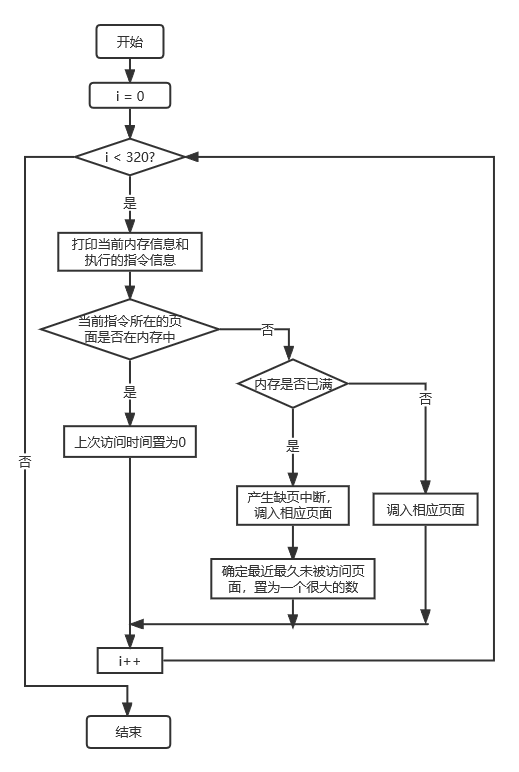 开始
i = 0
i < 320?
是
打印当前内存信息和
执行的指令信息
当前指令所在的页
面是否在内存中
否
内存是否已满
是
否
上次访问时间置为0
是
否
产生缺页中断，
调入相应页面
调入相应页面
确定最近最久未被访问页
面，置为一个很大的数
i++
结束